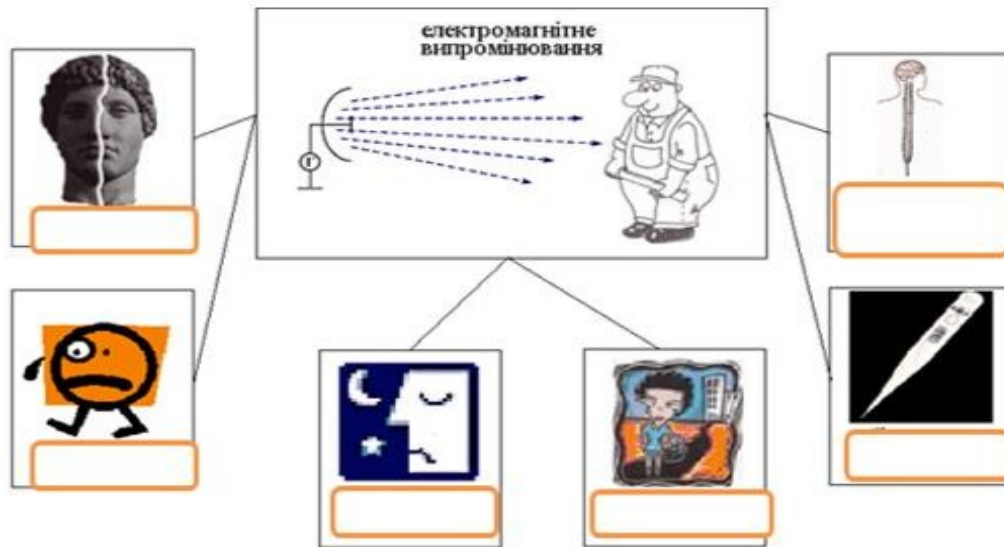 електромагнітне
випромінювання
Г